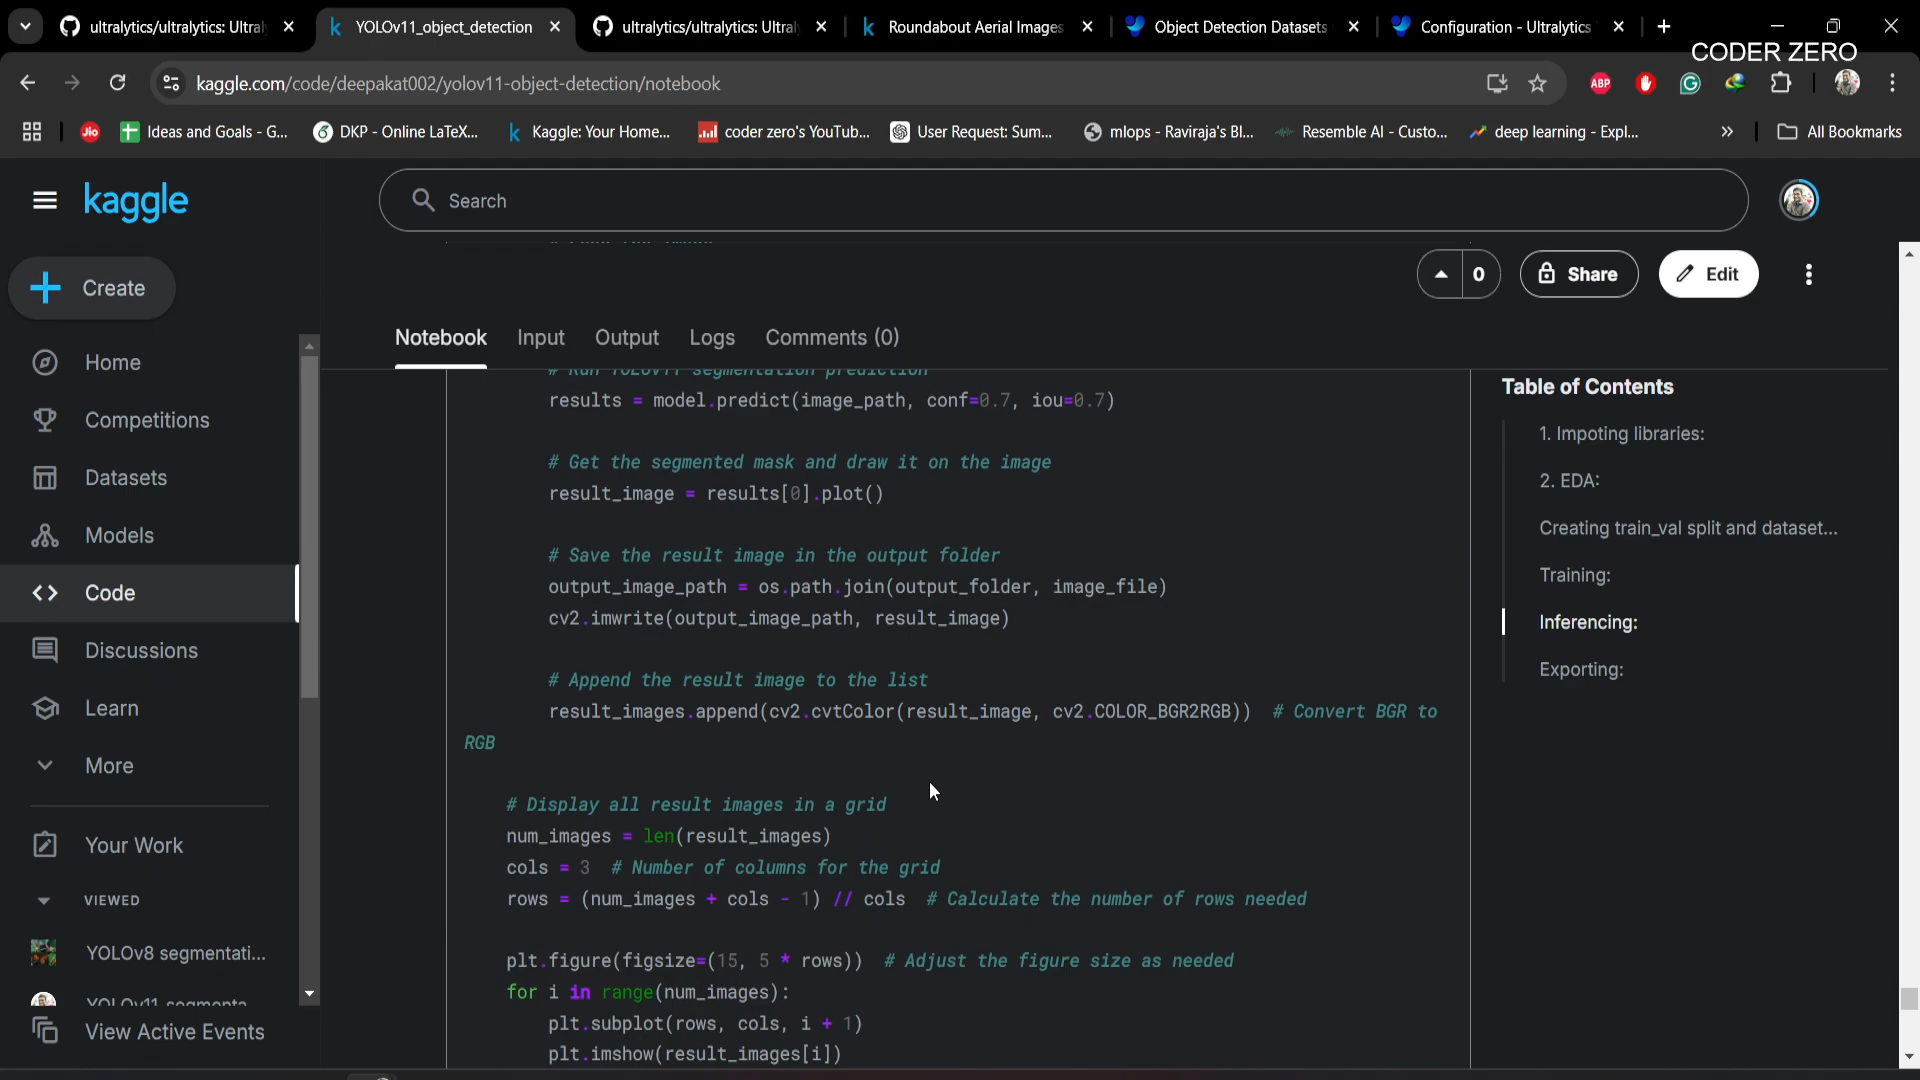 ultralytics/ultralytics: Ultral
YOLOv11_object_detection
ultralytics/ultralytics: Ultral
Roundabout Aerial Images
Object Detection Datasets
Configuration - Ultralytics
CODER ZERO
kaggle.com/code/deepakat002/yolov11-object-detection/notebook
ABP
Jio
Ideas and Goals - G...
DKP - Online LaTeX...
Kaggle: Your Home...
coder zero's YouTub...
User Request: Sum...
mlops - Raviraja's Bl...
Resemble AI - Custo...
deep learning - Expl...
All Bookmarks
kaggle
Search
Create
0
Share
Edit
Notebook
Input
Output
Logs
Comments (0)
Home
Competitions
Datasets
Models
Code
Discussions
Learn
More
Your Work
VIEWED
YOLOv8 segmentati...
YOLOv11 segmenta...
View Active Events
# Run YOLOv11 segmentation prediction
results = model.predict(image_path, conf=0.7, iou=0.7)
# Get the segmented mask and draw it on the image
result_image = results[0].plot()
# Save the result image in the output folder
output_image_path = os.path.join(output_folder, image_file)
cv2.imwrite(output_image_path, result_image)
# Append the result image to the list
result_images.append(cv2.cvtColor(result_image, cv2.COLOR_BGR2RGB))  # Convert BGR to
RGB
# Display all result images in a grid
num_images = len(result_images)
cols = 3  # Number of columns for the grid
rows = (num_images + cols - 1) // cols  # Calculate the number of rows needed
plt.figure(figsize=(15, 5 * rows))  # Adjust the figure size as needed
for i in range(num_images):
plt.subplot(rows, cols, i + 1)
plt.imshow(result_images[i])
Table of Contents
1. Impoting libraries:
2. EDA:
Creating train_val split and dataset...
Training:
Inferencing:
Exporting: